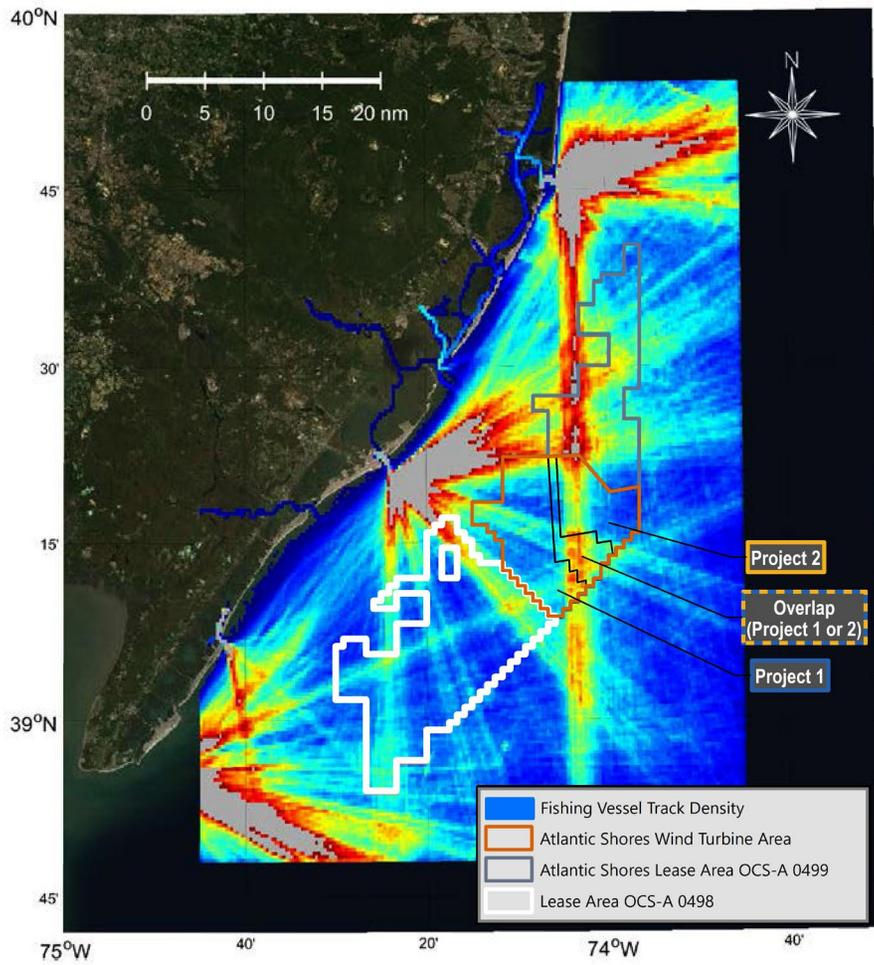 40°N
N
0 5 10 15 20 nm
45'
30'
15'
Project 2
Overlap
(Project 1 or 2)
Project 1
39°N
Fishing Vessel Track Density
Atlantic Shores Wind Turbine Area
Atlantic Shores Lease Area OCS-A 0499
Lease Area OCS-A 0498
45'
75°W 40' 20' 74°W 40'